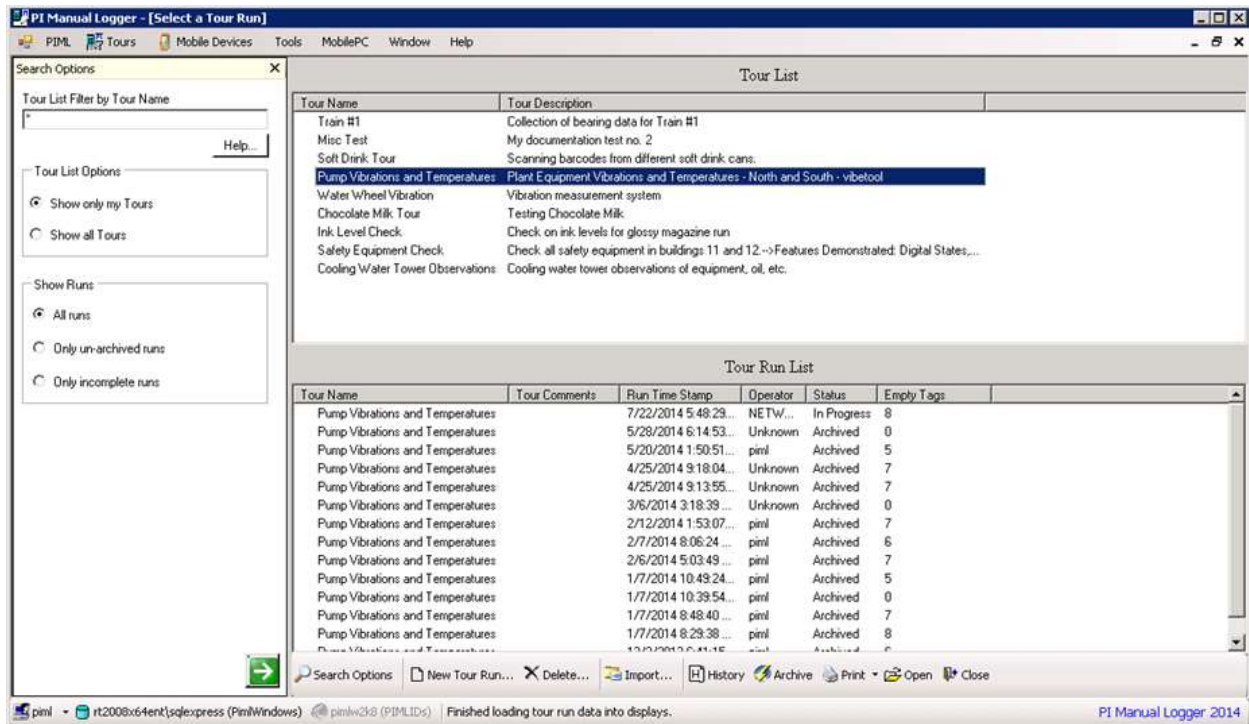 PI Manual Logger - [Select a Tour Run]
PIML Tours Mobile Devices Tools MobilePC Window Help
Search Options
Tour List Filter by Tour Name
*
Help...
Tour List Options
Show only my Tours
Show all Tours
Show Runs
All runs
Only un-archived runs
Only incomplete runs
Tour List
Tour Name Tour Description
Train #1 Collection of bearing data for Train #1
Misc Test My documentation test no. 2
Soft Drink Tour Scanning barcodes from different soft drink cans.
Pump Vibrations and Temperatures Plant Equipment Vibrations and Temperatures - North and South - vibetool
Water Wheel Vibration Vibration measurement system
Chocolate Milk Tour Testing Chocolate Milk
Ink Level Check Check on ink levels for glossy magazine run
Safety Equipment Check Check all safety equipment in buildings 11 and 12.-->Features Demonstrated: Digital States,...
Cooling Water Tower Observations Cooling water tower observations of equipment, oil, etc.
Tour Run List
Tour Name Tour Comments Run Time Stamp Operator Status Empty Tags
Pump Vibrations and Temperatures 7/22/2014 5:48:29... NETW... In Progress 8
Pump Vibrations and Temperatures 5/28/2014 6:14:53... Unknown Archived 0
Pump Vibrations and Temperatures 5/20/2014 1:50:51... piml Archived 5
Pump Vibrations and Temperatures 4/25/2014 9:18:04... Unknown Archived 7
Pump Vibrations and Temperatures 4/25/2014 9:13:55... Unknown Archived 7
Pump Vibrations and Temperatures 3/6/2014 3:18:39 ... Unknown Archived 0
Pump Vibrations and Temperatures 2/12/2014 1:53:07... piml Archived 7
Pump Vibrations and Temperatures 2/7/2014 8:06:24 ... piml Archived 6
Pump Vibrations and Temperatures 2/6/2014 5:03:49 ... piml Archived 7
Pump Vibrations and Temperatures 1/7/2014 10:49:24... piml Archived 5
Pump Vibrations and Temperatures 1/7/2014 10:39:54... piml Archived 0
Pump Vibrations and Temperatures 1/7/2014 8:48:40 ... piml Archived 7
Pump Vibrations and Temperatures 1/7/2014 8:29:38 ... piml Archived 8
Search Options New Tour Run... Delete... Import... History Archive Print Open Close
piml rt2008x64ent\sqlexpress (PimlWindows) pimlw2k8 (PIMLIDs) Finished loading tour run data into displays. PI Manual Logger 2014